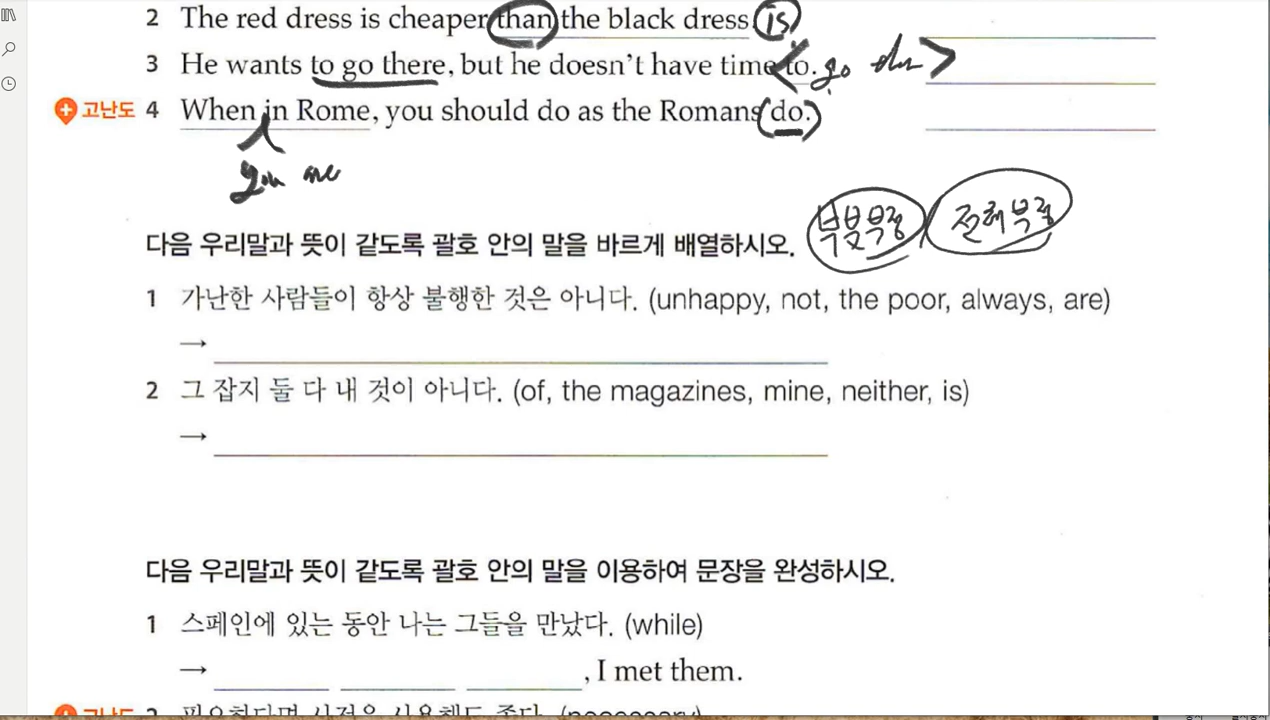 2 The red dress is cheaper than the black dress is
3 He wants to go there, but he doesn't have time to. go
고난도 4 When in Rome, you should do as the Romans do.
you are
부분부정 전체부정
다음 우리말과 뜻이 같도록 괄호 안의 말을 바르게 배열하시오.
1 가난한 사람들이 항상 불행한 것은 아니다. (unhappy, not, the poor, always, are)
→
2 그 잡지 둘 다 내 것이 아니다. (of, the magazines, mine, neither, is)
→
다음 우리말과 뜻이 같도록 괄호 안의 말을 이용하여 문장을 완성하시오.
1 스페인에 있는 동안 나는 그들을 만났다. (while)
→ , I met them.